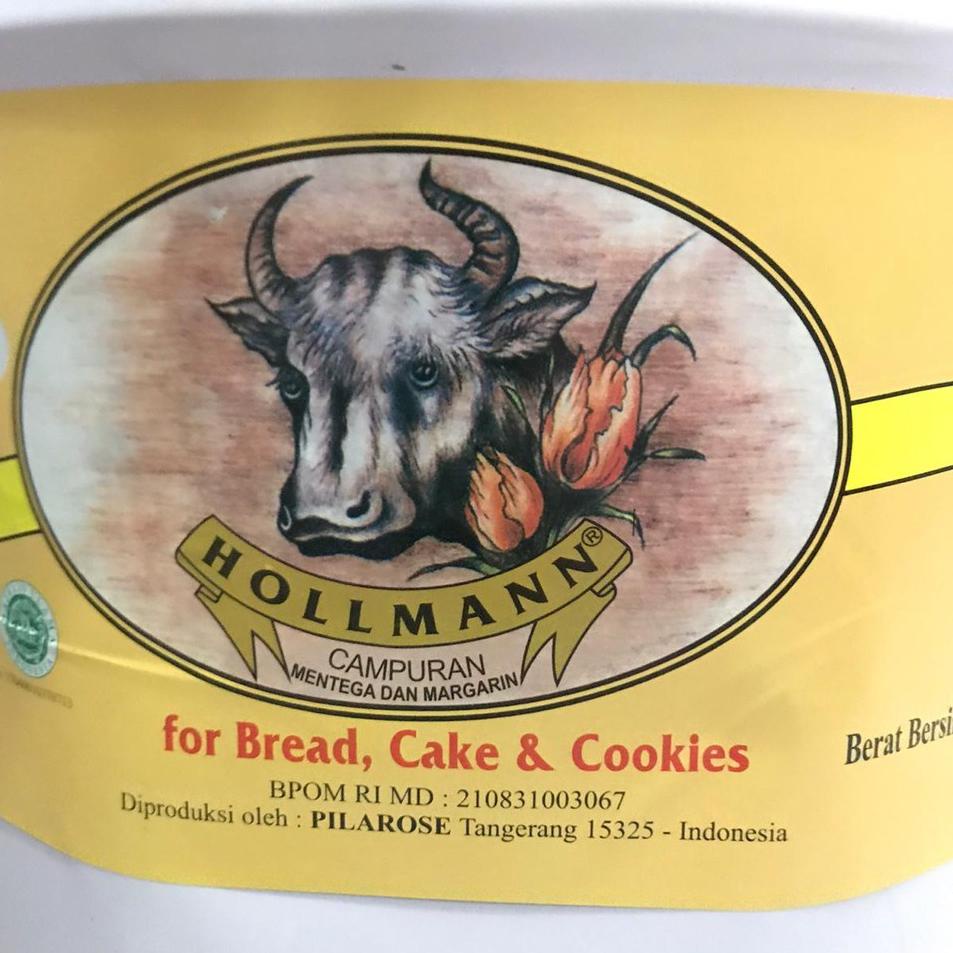 HOLLMANN®
CAMPURAN
MENTEGA DAN MARGARIN
for Bread, Cake & Cookies
BPOM RI MD : 210831003067
Diproduksi oleh : PILAROSE Tangerang 15325 - Indonesia
Berat